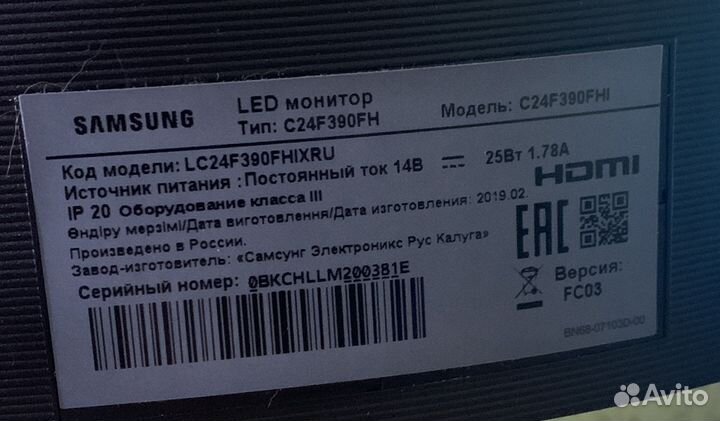 SAMSUNG
LED монитор
Тип: C24F390FH
Модель: C24F390FHI
Код модели: LC24F390FHIXRU
Источник питания : Постоянный ток 14В 25Вт 1.78А
IP 20 Оборудование класса III
HDMI
Өндіру мерзімі/Дата виготовлення/Дата изготовления: 2019.02.
Произведено в России.
Завод-изготовитель: «Самсунг Электроникс Рус Калуга»
EAC
Серийный номер: 0BKCHLLM200381E
Версия:
FC03
BN68-07103D-00
Avito